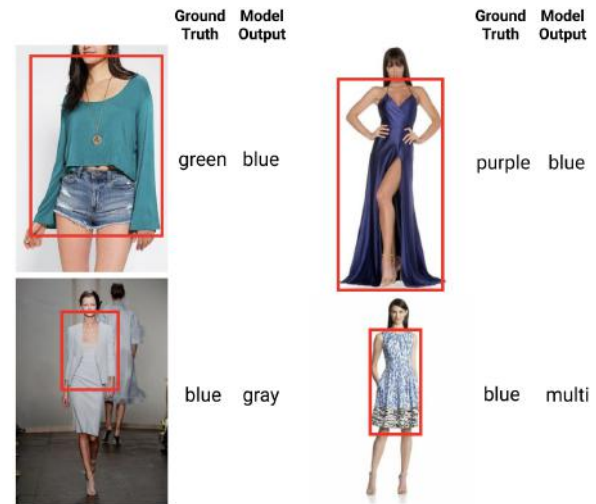 Ground Truth Model Output Ground Truth Model Output
green blue purple blue
blue gray blue multi